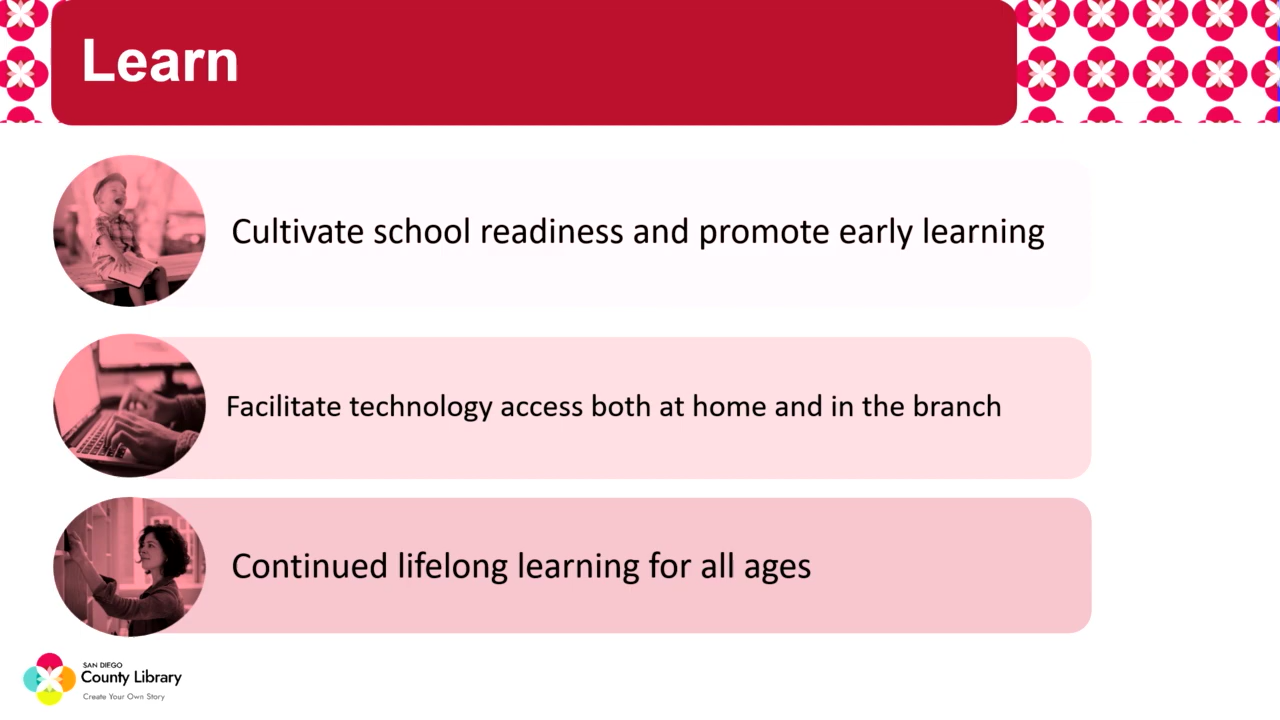 Learn
Cultivate school readiness and promote early learning
Facilitate technology access both at home and in the branch
Continued lifelong learning for all ages
SAN DIEGO
County Library
Create Your Own Story